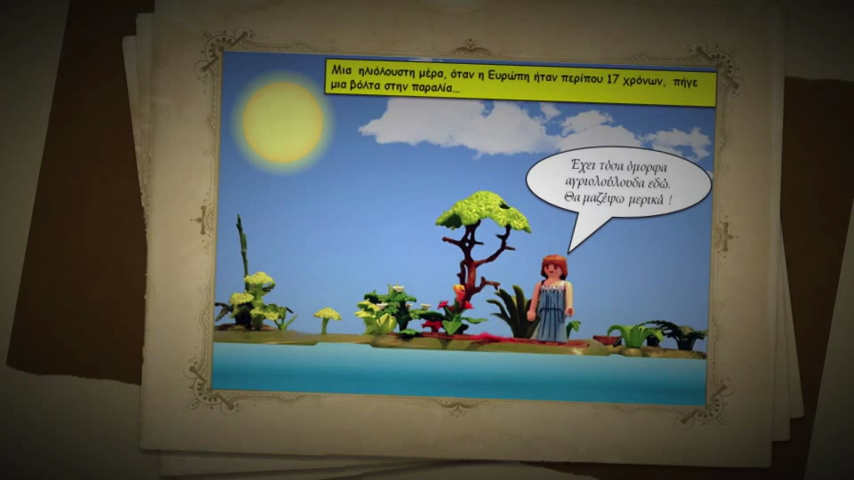 Μια ηλιόλουστη μέρα, όταν η Ευρώπη ήταν περίπου 17 χρόνων, πήγε
μια βόλτα στην παραλία...
Έχει τόσα όμορφα
αγριολούλουδα εδώ.
Θα μαζέψω μερικά !